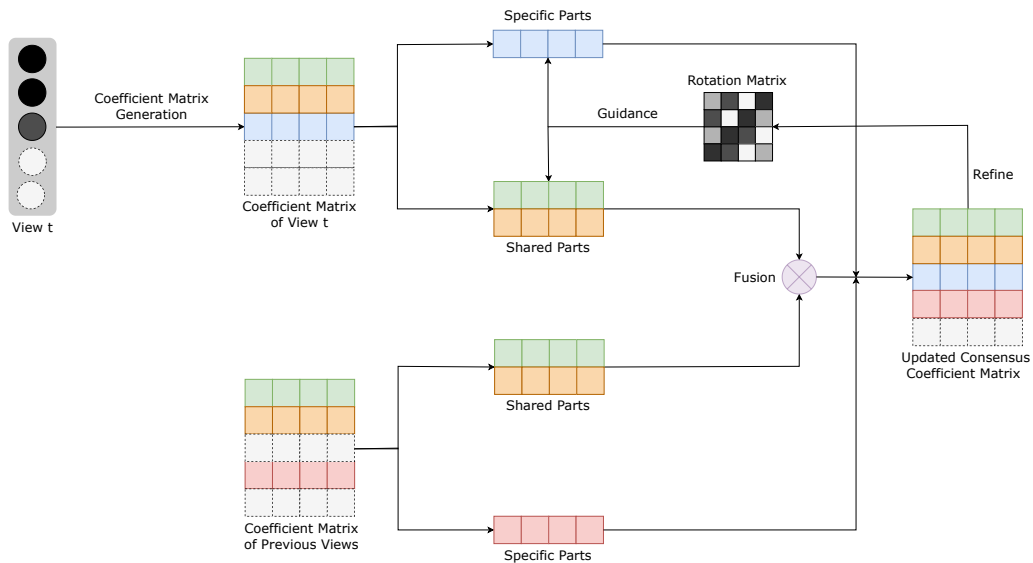 Specific Parts
Rotation Matrix
Coefficient Matrix
Generation
Guidance
View t
Coefficient Matrix
of View t
Shared Parts
Refine
Fusion
Updated Consensus
Coefficient Matrix
Shared Parts
Coefficient Matrix
of Previous Views
Specific Parts